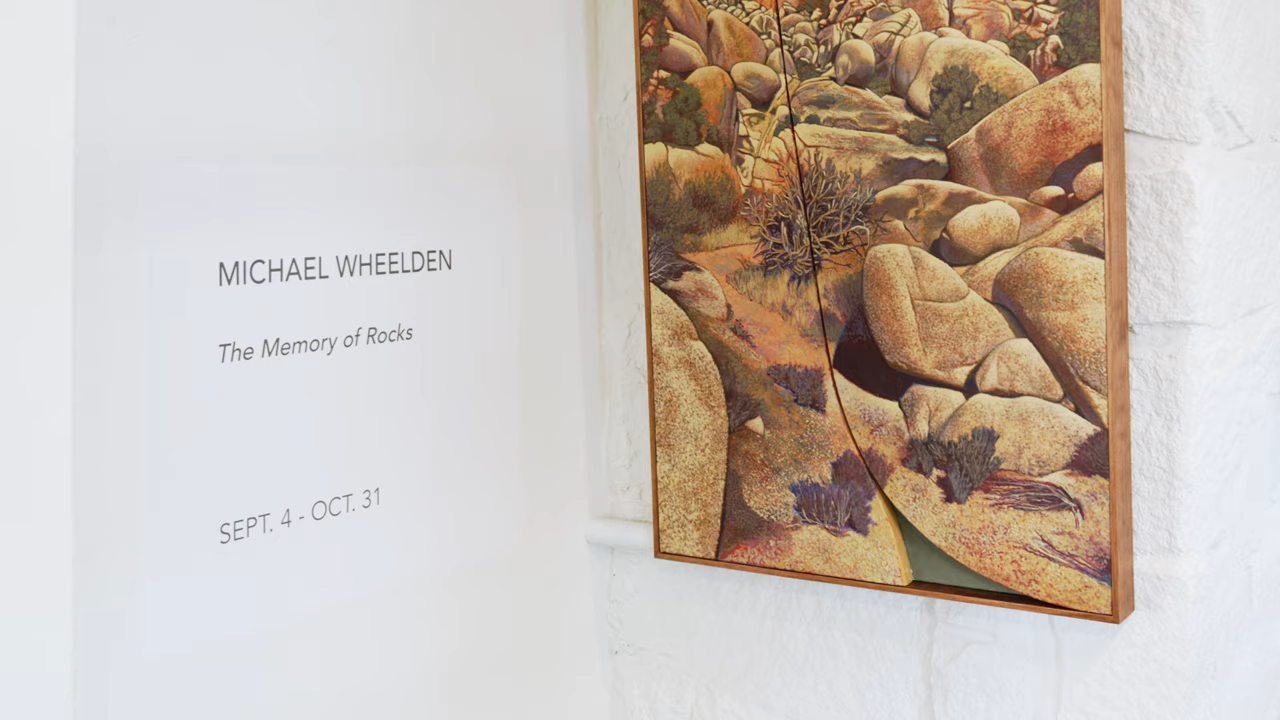 MICHAEL WHEELDEN
The Memory of Rocks
SEPT. 4 - OCT. 31